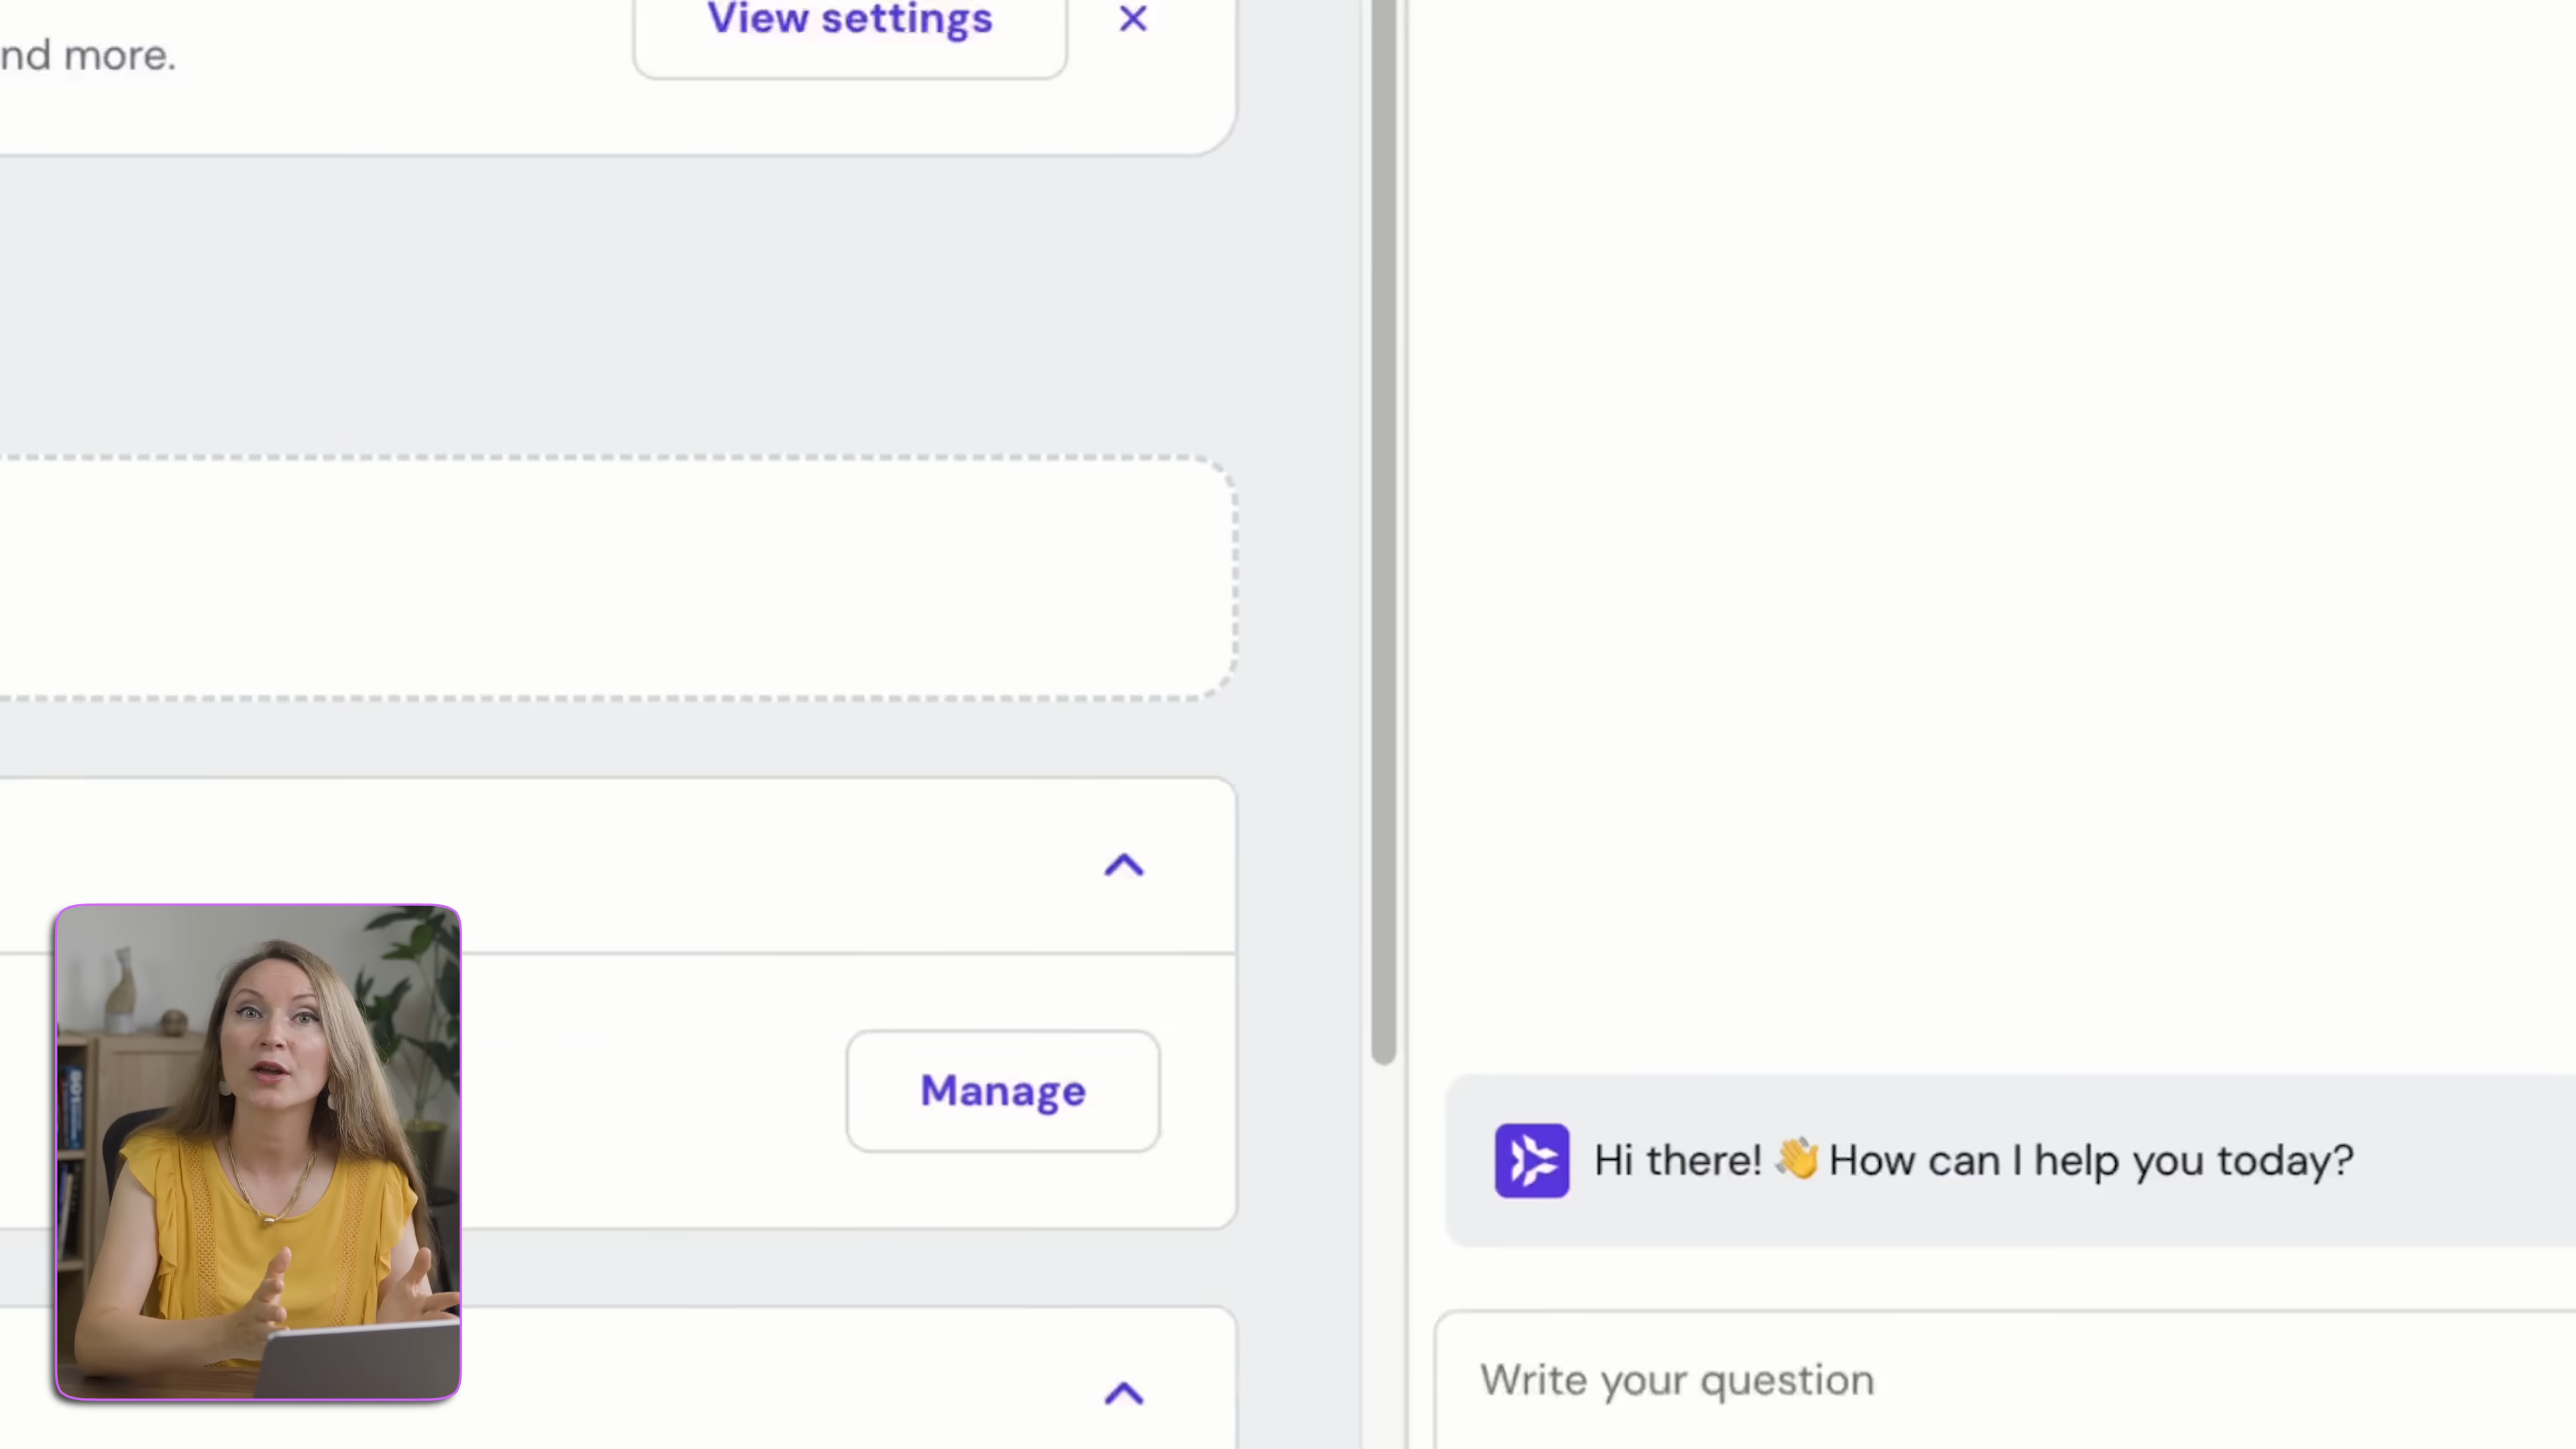 View settings
nd more.
Manage
Hi there! 👋 How can I help you today?
Write your question